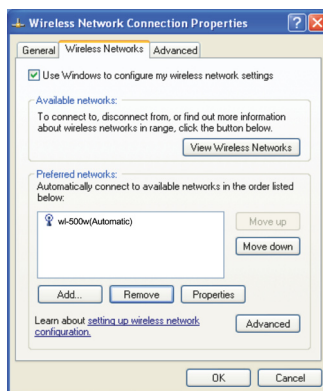 Wireless Network Connection Properties
General Wireless Networks Advanced
Use Windows to configure my wireless network settings
Available networks:
To connect to, disconnect from, or find out more information
about wireless networks in range, click the button below.
View Wireless Networks
Preferred networks:
Automatically connect to available networks in the order listed
below:
wl-500w(Automatic)
Move up
Move down
Add... Remove Properties
Learn about setting up wireless network
configuration.
Advanced
OK Cancel